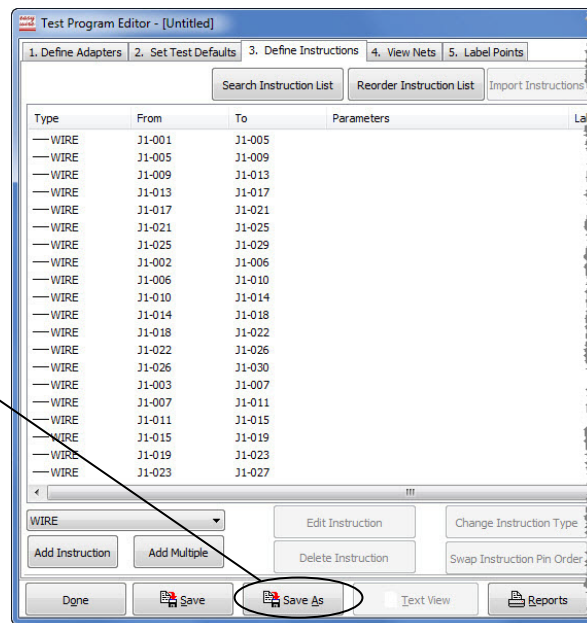 easy wire Test Program Editor - [Untitled]
1. Define Adapters 2. Set Test Defaults 3. Define Instructions 4. View Nets 5. Label Points
Search Instruction List Reorder Instruction List Import Instructions
Type From To Parameters La
WIRE J1-001 J1-005
WIRE J1-005 J1-009
WIRE J1-009 J1-013
WIRE J1-013 J1-017
WIRE J1-017 J1-021
WIRE J1-021 J1-025
WIRE J1-025 J1-029
WIRE J1-002 J1-006
WIRE J1-006 J1-010
WIRE J1-010 J1-014
WIRE J1-014 J1-018
WIRE J1-018 J1-022
WIRE J1-022 J1-026
WIRE J1-026 J1-030
WIRE J1-003 J1-007
WIRE J1-007 J1-011
WIRE J1-011 J1-015
WIRE J1-015 J1-019
WIRE J1-019 J1-023
WIRE J1-023 J1-027
WIRE Edit Instruction Change Instruction Type
Add Instruction Add Multiple Delete Instruction Swap Instruction Pin Order
Done Save Save As Text View Reports